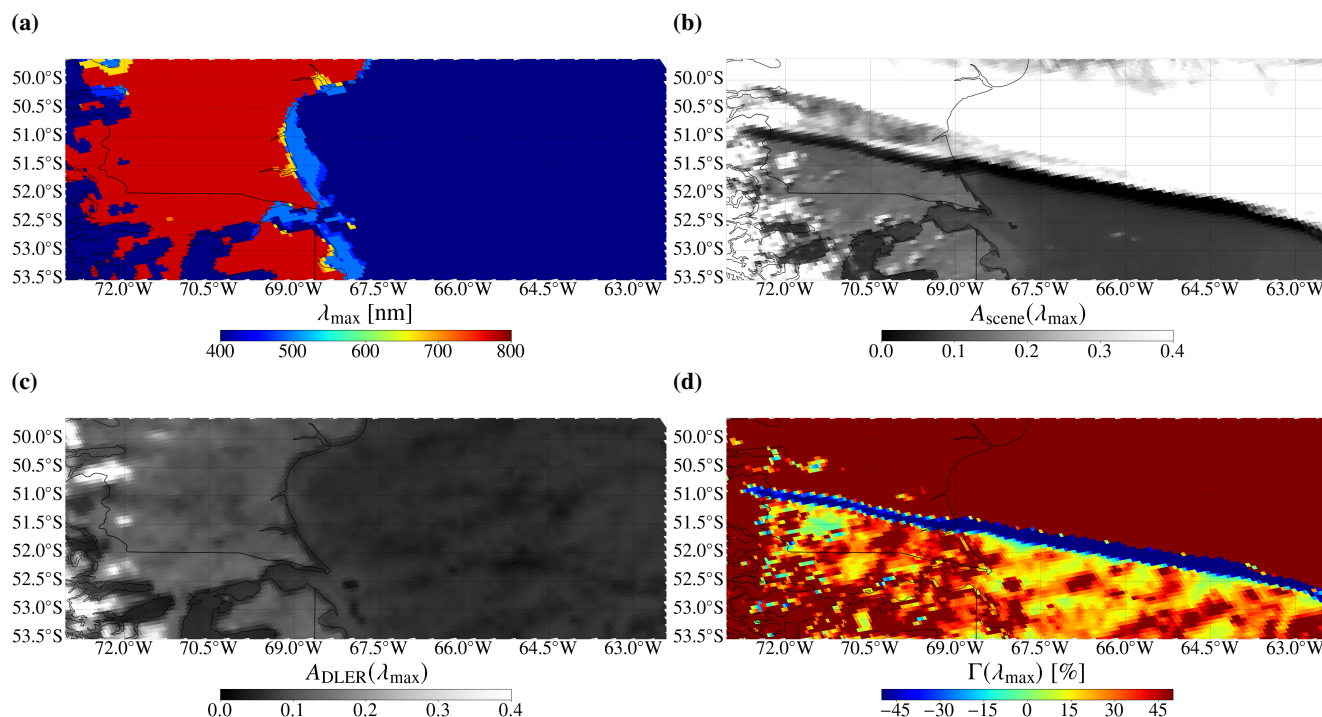 (a)
50.0°S
50.5°S
51.0°S
51.5°S
52.0°S
52.5°S
53.0°S
53.5°S
72.0°W 70.5°W 69.0°W 67.5°W 66.0°W 64.5°W 63.0°W
λmax [nm]
400 500 600 700 800
(b)
50.0°S
50.5°S
51.0°S
51.5°S
52.0°S
52.5°S
53.0°S
53.5°S
72.0°W 70.5°W 69.0°W 67.5°W 66.0°W 64.5°W 63.0°W
Ascene(λmax)
0.0 0.1 0.2 0.3 0.4
(c)
50.0°S
50.5°S
51.0°S
51.5°S
52.0°S
52.5°S
53.0°S
53.5°S
72.0°W 70.5°W 69.0°W 67.5°W 66.0°W 64.5°W 63.0°W
ADLER(λmax)
0.0 0.1 0.2 0.3 0.4
(d)
50.0°S
50.5°S
51.0°S
51.5°S
52.0°S
52.5°S
53.0°S
53.5°S
72.0°W 70.5°W 69.0°W 67.5°W 66.0°W 64.5°W 63.0°W
Γ(λmax) [%]
−45 −30 −15 0 15 30 45